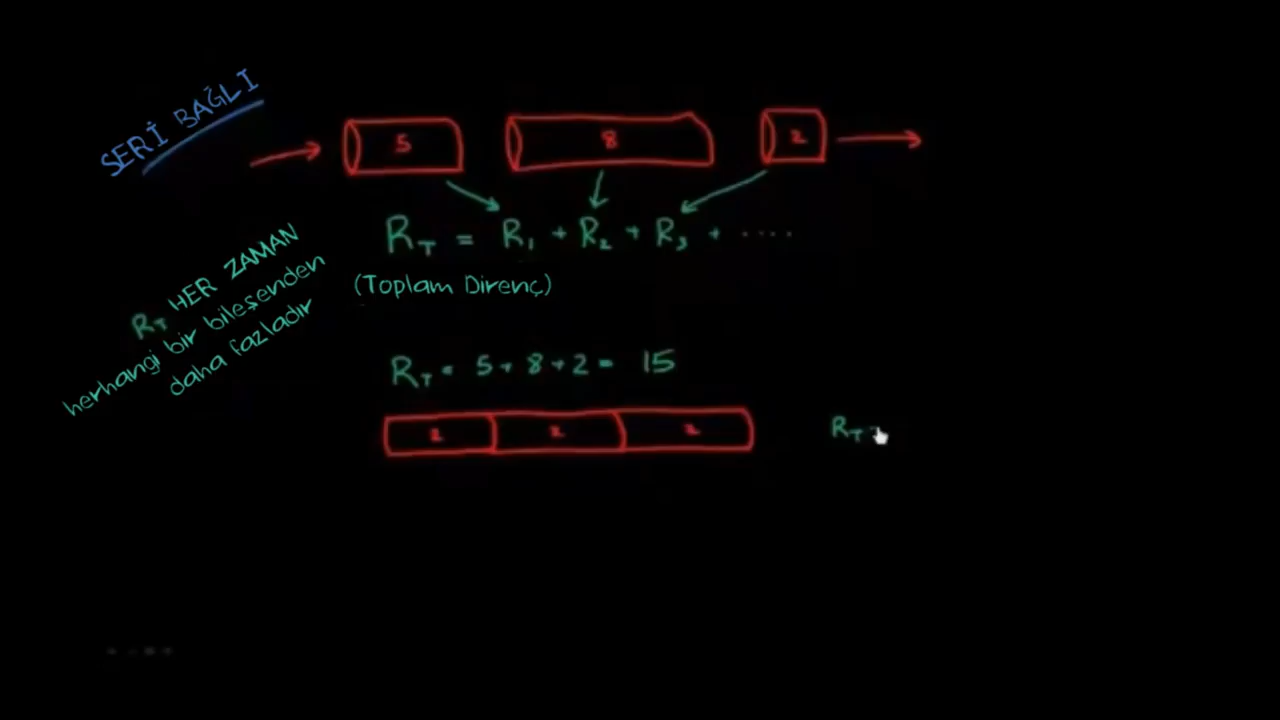 SERİ BAĞLI
5 8 2
R_T = R_1 + R_2 + R_3 + ....
(Toplam Direnç)
R_T HER ZAMAN
herhangi bir bileşenden
daha fazladır
R_T = 5 + 8 + 2 = 15
2 2 2
R_T =